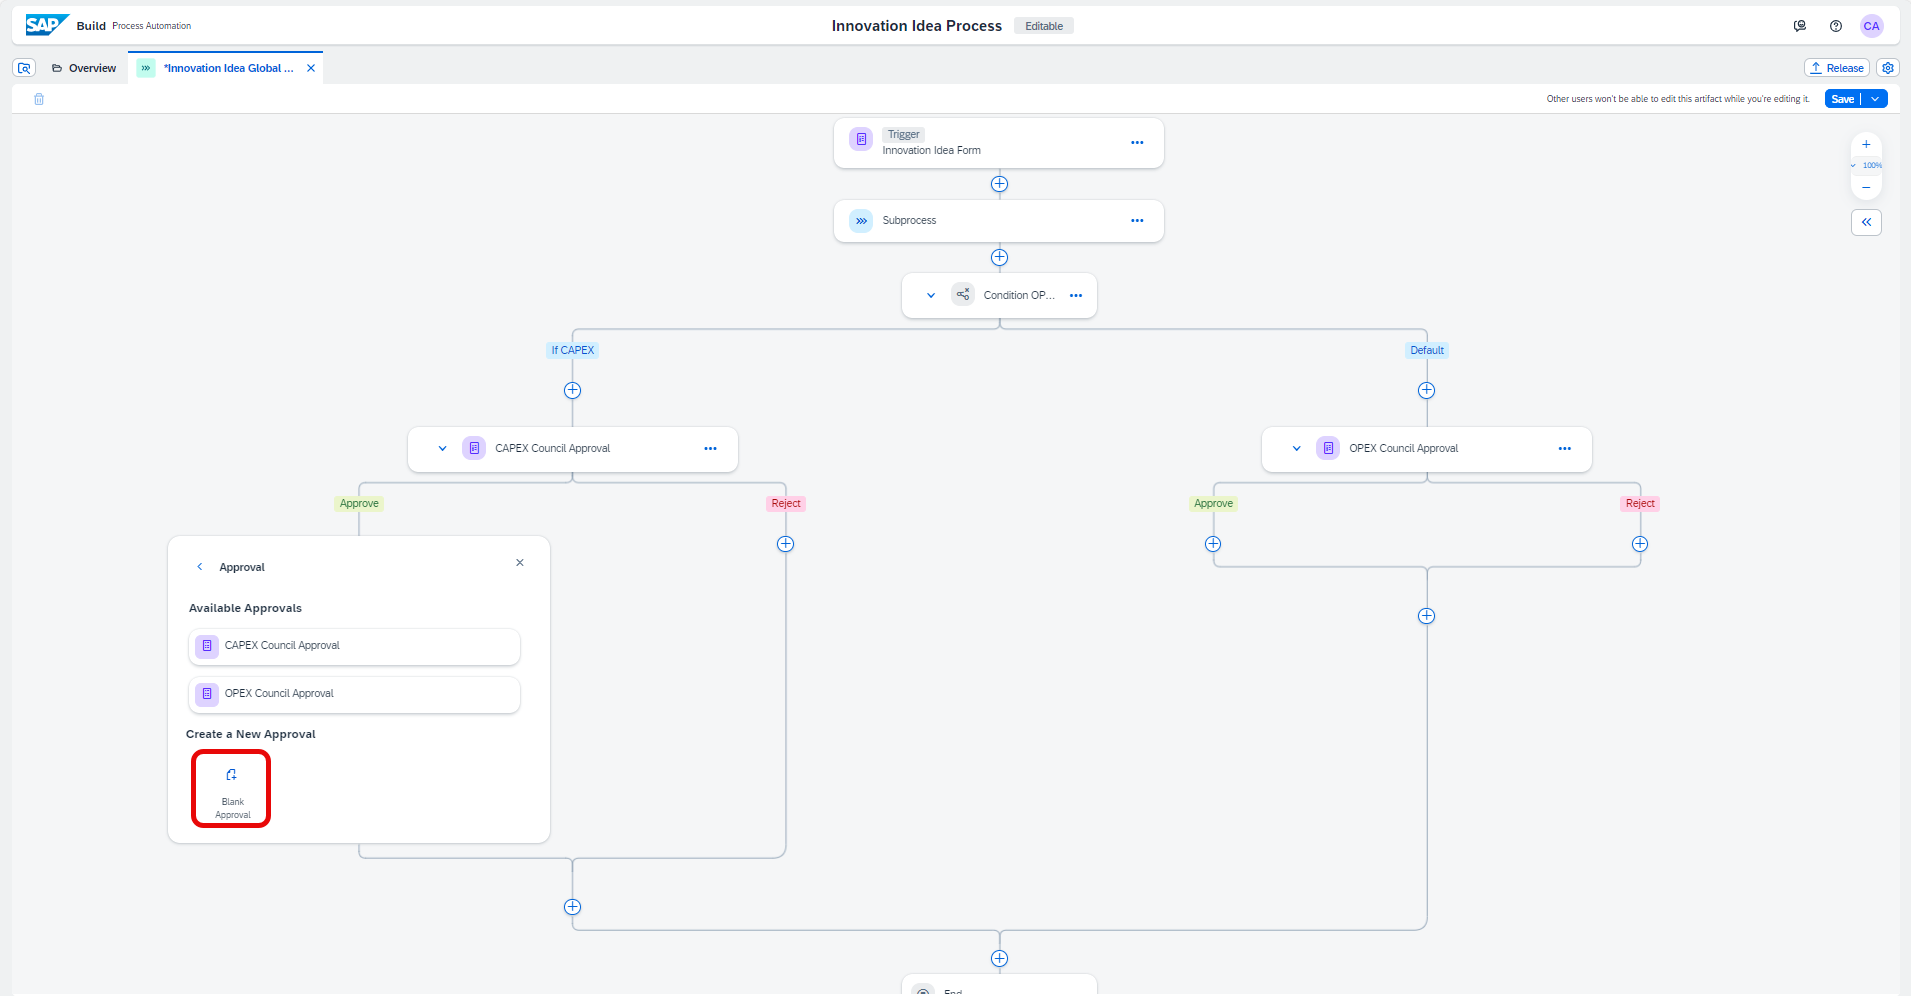 SAP Build Process Automation
Innovation Idea Process Editable
CA
Overview
*Innovation Idea Global ...
Release
Other users won't be able to edit this artifact while you're editing it.
Save
Trigger
Innovation Idea Form
100%
Subprocess
Condition OP...
If CAPEX
Default
CAPEX Council Approval
OPEX Council Approval
Approve
Reject
Approve
Reject
Approval
Available Approvals
CAPEX Council Approval
OPEX Council Approval
Create a New Approval
Blank
Approval
End